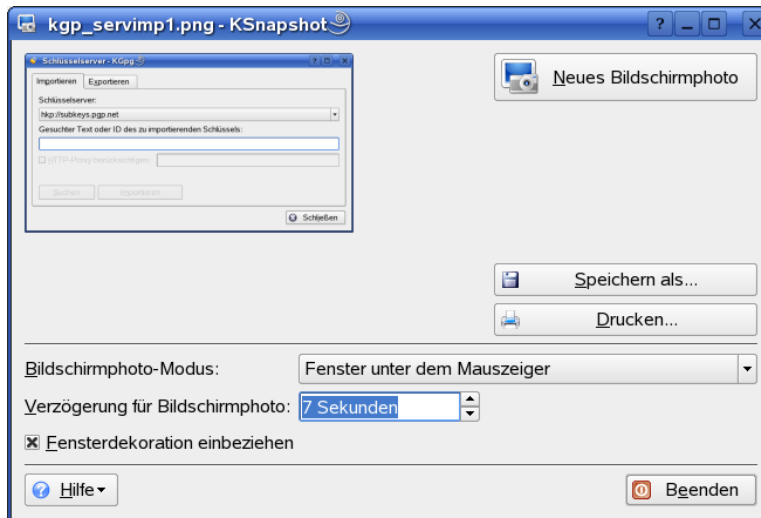 kgp_servimp1.png - KSnapshot
Schlüsselserver - KGpg
Importieren Exportieren
Schlüsselserver:
hkp://subkeys.pgp.net
Gesuchter Text oder ID des zu importierenden Schlüssels:
HTTP-Proxy berücksichtigen:
Suchen Importieren
Schließen
Neues Bildschirmphoto
Speichern als...
Drucken...
Bildschirmphoto-Modus: Fenster unter dem Mauszeiger
Verzögerung für Bildschirmphoto: 7 Sekunden
Fensterdekoration einbeziehen
Hilfe
Beenden